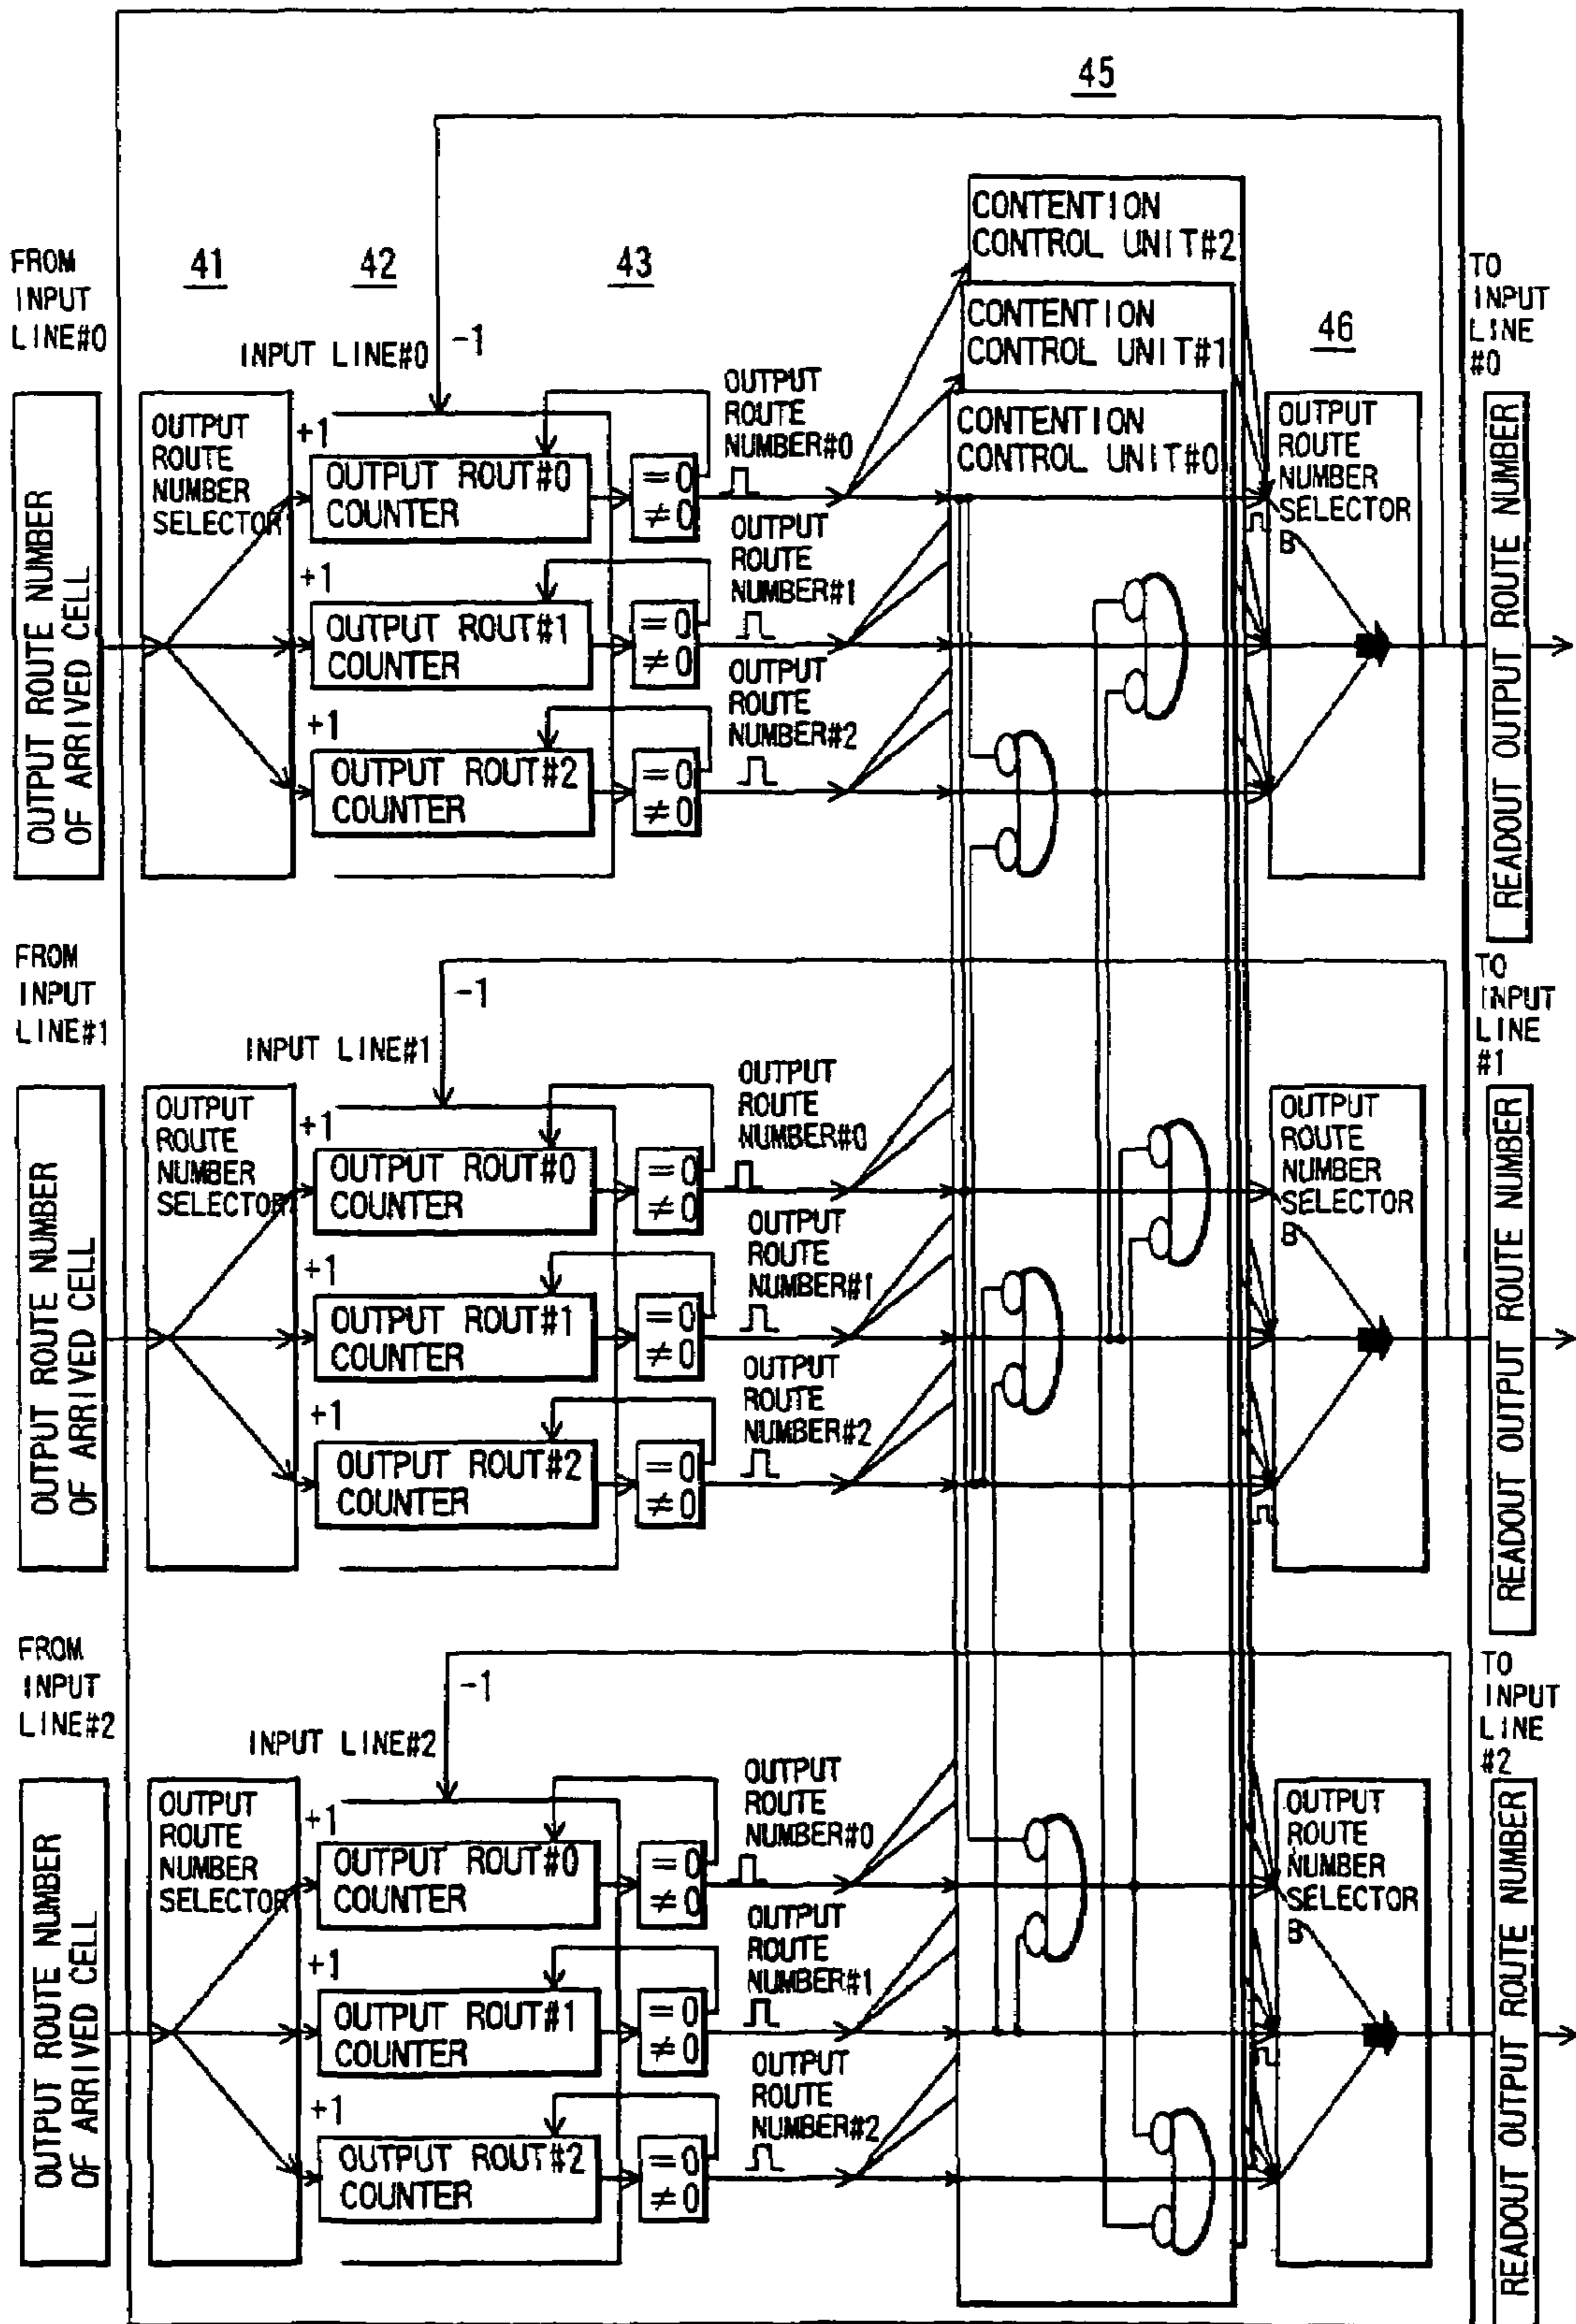 45
CONTENTION
CONTROL UNIT#2
FROM
INPUT
LINE#0
41
42
43
TO
INPUT
LINE
#0
CONTENTION
CONTROL UNIT#1
46
INPUT LINE#0
-1
OUTPUT ROUTE NUMBER
OF ARRIVED CELL
OUTPUT
ROUTE
NUMBER
SELECTOR
+1
OUTPUT ROUT#0
COUNTER
=0
≠0
OUTPUT
ROUTE
NUMBER#0
CONTENTION
CONTROL UNIT#0
OUTPUT
ROUTE
NUMBER
SELECTOR
B
READOUT OUTPUT ROUTE NUMBER
+1
OUTPUT ROUT#1
COUNTER
=0
≠0
OUTPUT
ROUTE
NUMBER#1
+1
OUTPUT ROUT#2
COUNTER
=0
≠0
OUTPUT
ROUTE
NUMBER#2
FROM
INPUT
LINE#1
TO
INPUT
LINE
#1
-1
INPUT LINE#1
OUTPUT ROUTE NUMBER
OF ARRIVED CELL
OUTPUT
ROUTE
NUMBER
SELECTOR
+1
OUTPUT ROUT#0
COUNTER
=0
≠0
OUTPUT
ROUTE
NUMBER#0
OUTPUT
ROUTE
NUMBER
SELECTOR
B
READOUT OUTPUT ROUTE NUMBER
+1
OUTPUT ROUT#1
COUNTER
=0
≠0
OUTPUT
ROUTE
NUMBER#1
+1
OUTPUT ROUT#2
COUNTER
=0
≠0
OUTPUT
ROUTE
NUMBER#2
FROM
INPUT
LINE#2
TO
INPUT
LINE
#2
-1
INPUT LINE#2
OUTPUT ROUTE NUMBER
OF ARRIVED CELL
OUTPUT
ROUTE
NUMBER
SELECTOR
+1
OUTPUT ROUT#0
COUNTER
=0
≠0
OUTPUT
ROUTE
NUMBER#0
OUTPUT
ROUTE
NUMBER
SELECTOR
B
READOUT OUTPUT ROUTE NUMBER
+1
OUTPUT ROUT#1
COUNTER
=0
≠0
OUTPUT
ROUTE
NUMBER#1
+1
OUTPUT ROUT#2
COUNTER
=0
≠0
OUTPUT
ROUTE
NUMBER#2